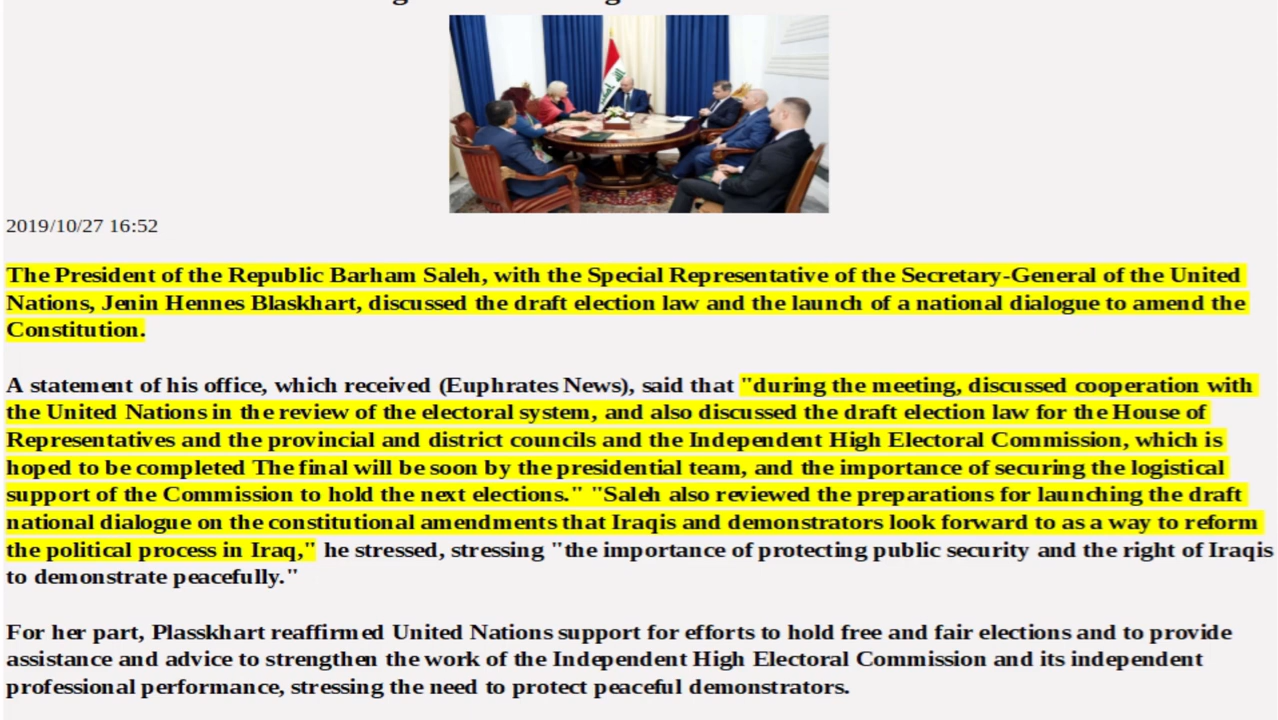 2019/10/27 16:52
The President of the Republic Barham Saleh, with the Special Representative of the Secretary-General of the United
Nations, Jenin Hennes Blaskhart, discussed the draft election law and the launch of a national dialogue to amend the
Constitution.
A statement of his office, which received (Euphrates News), said that "during the meeting, discussed cooperation with
the United Nations in the review of the electoral system, and also discussed the draft election law for the House of
Representatives and the provincial and district councils and the Independent High Electoral Commission, which is
hoped to be completed The final will be soon by the presidential team, and the importance of securing the logistical
support of the Commission to hold the next elections." "Saleh also reviewed the preparations for launching the draft
national dialogue on the constitutional amendments that Iraqis and demonstrators look forward to as a way to reform
the political process in Iraq," he stressed, stressing "the importance of protecting public security and the right of Iraqis
to demonstrate peacefully."
For her part, Plasskhart reaffirmed United Nations support for efforts to hold free and fair elections and to provide
assistance and advice to strengthen the work of the Independent High Electoral Commission and its independent
professional performance, stressing the need to protect peaceful demonstrators.